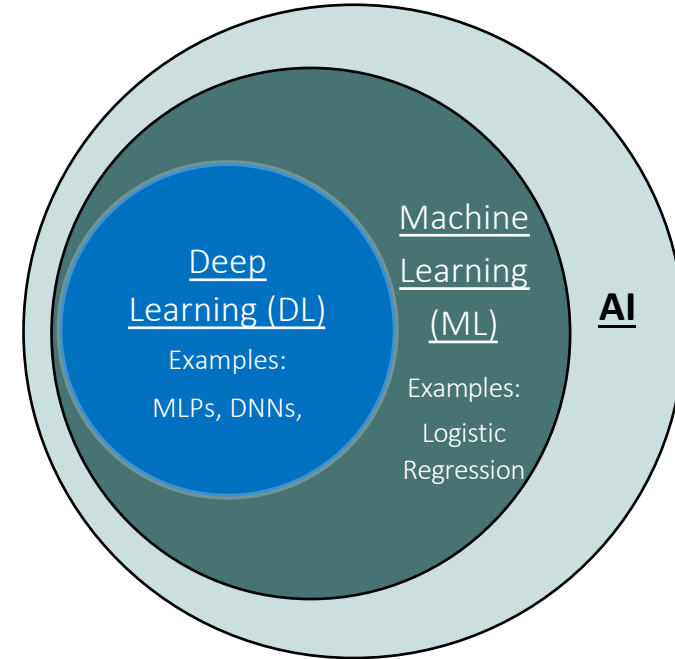 Deep
Learning (DL)
Examples:
MLPs, DNNs,
Machine
Learning
(ML)
Examples:
Logistic
Regression
AI